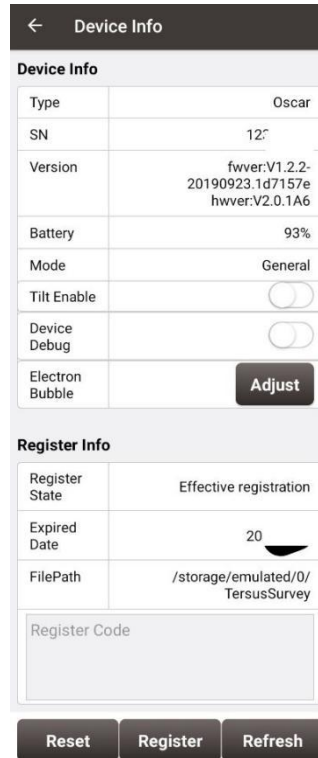 Device Info
Device Info
Type Oscar
SN
Version fwver:V1.2.2-
20190923.1d7157e
hwver:V2.0.1A6
Battery 93%
Mode General
Tilt Enable
Device
Debug
Electron
Bubble
Adjust
Register Info
Register
State
Effective registration
Expired
Date
20
FilePath /storage/emulated/0/
TersusSurvey
Register Code
Reset Register Refresh